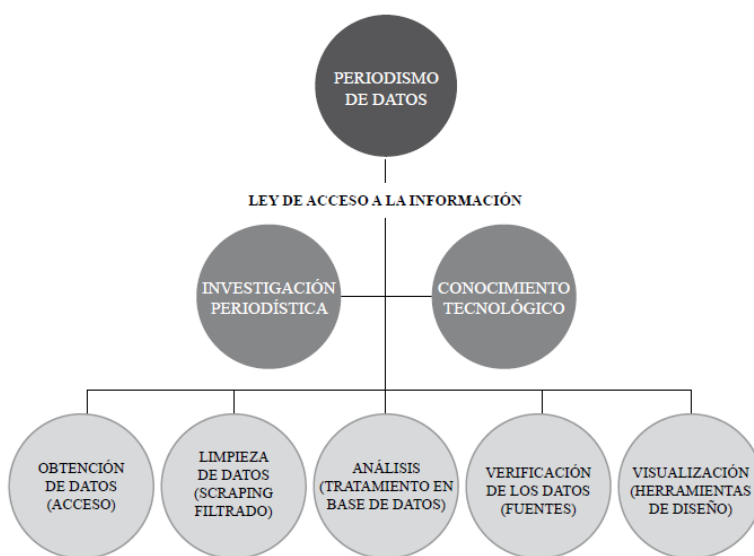 PERIODISMO
DE DATOS
LEY DE ACCESO A LA INFORMACIÓN
INVESTIGACIÓN
PERIODÍSTICA
CONOCIMIENTO
TECNOLÓGICO
OBTENCIÓN
DE DATOS
(ACCESO)
LIMPIEZA
DE DATOS
(SCRAPING
FILTRADO)
ANÁLISIS
(TRATAMIENTO EN
BASE DE DATOS)
VERIFICACIÓN
DE LOS DATOS
(FUENTES)
VISUALIZACIÓN
(HERRAMIENTAS
DE DISEÑO)